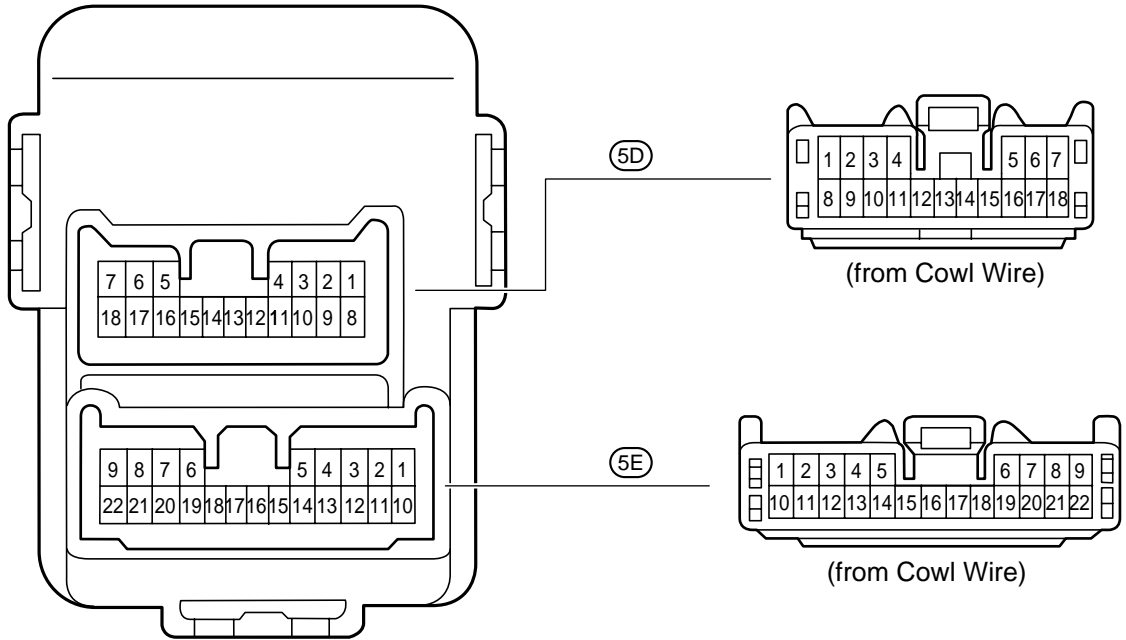 5D
1 2 3 4 5 6 7
8 9 10 11 12 13 14 15 16 17 18
(from Cowl Wire)
7 6 5 4 3 2 1
18 17 16 15 14 13 12 11 10 9 8
5E
9 8 7 6 5 4 3 2 1
22 21 20 19 18 17 16 15 14 13 12 11 10
1 2 3 4 5 6 7 8 9
10 11 12 13 14 15 16 17 18 19 20 21 22
(from Cowl Wire)